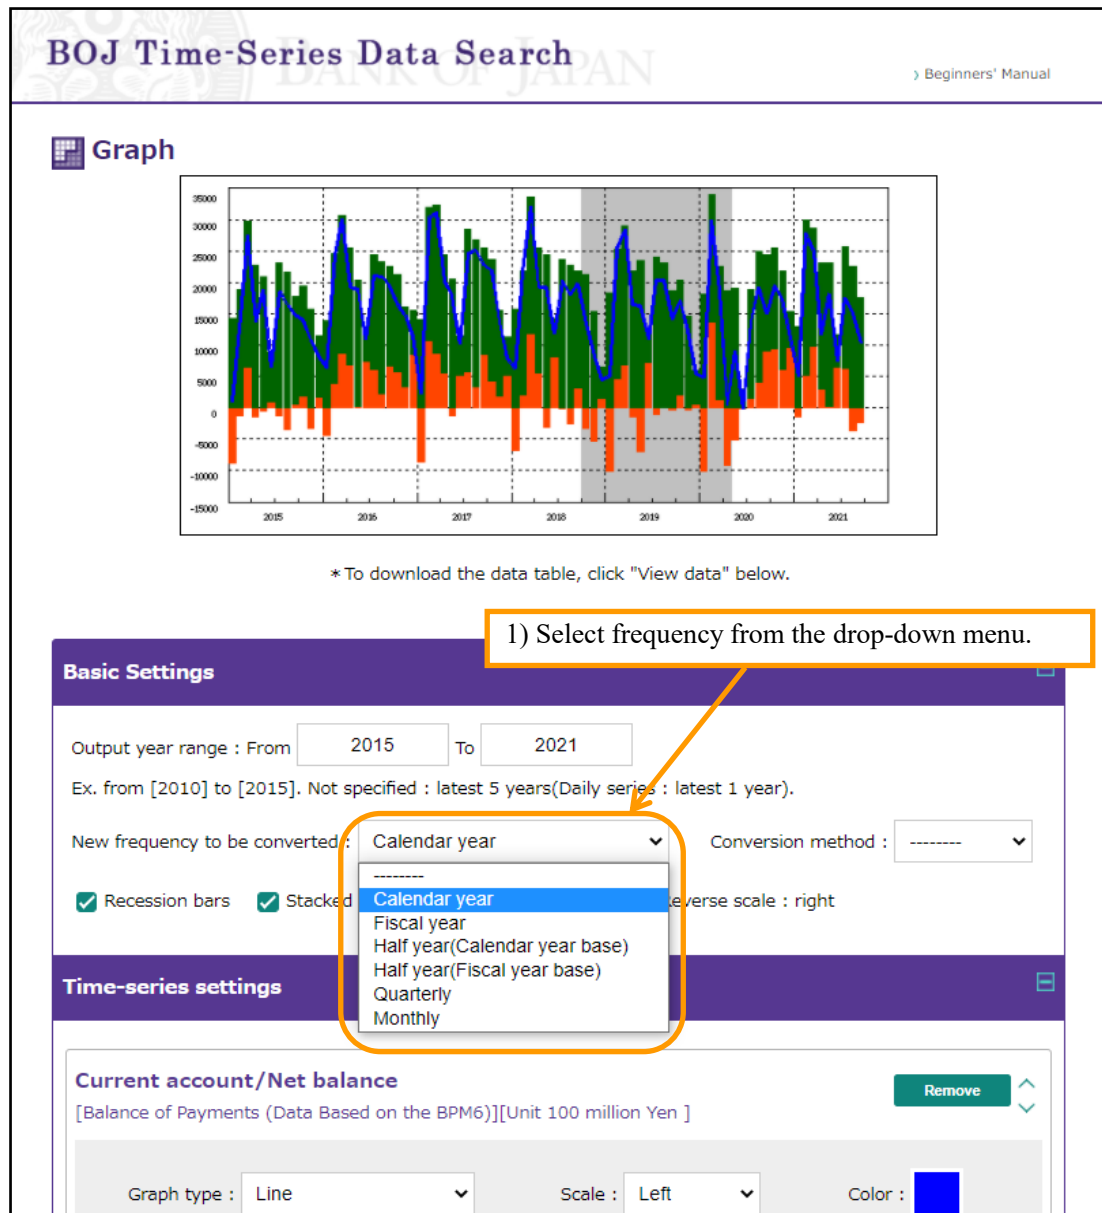 BOJ Time-Series Data Search
BANK OF JAPAN
Beginners' Manual
Graph
35000
30000
25000
20000
15000
10000
5000
0
-5000
-10000
-15000
2015 2016 2017 2018 2019 2020 2021
* To download the data table, click "View data" below.
1) Select frequency from the drop-down menu.
Basic Settings
Output year range : From 2015 To 2021
Ex. from [2010] to [2015]. Not specified : latest 5 years(Daily series : latest 1 year).
New frequency to be converted : Calendar year Conversion method : --------
--------
Recession bars Stacked Calendar year everse scale : right
Fiscal year
Half year(Calendar year base)
Half year(Fiscal year base)
Quarterly
Monthly
Time-series settings
Current account/Net balance
Remove
[Balance of Payments (Data Based on the BPM6)][Unit 100 million Yen ]
Graph type : Line Scale : Left Color :